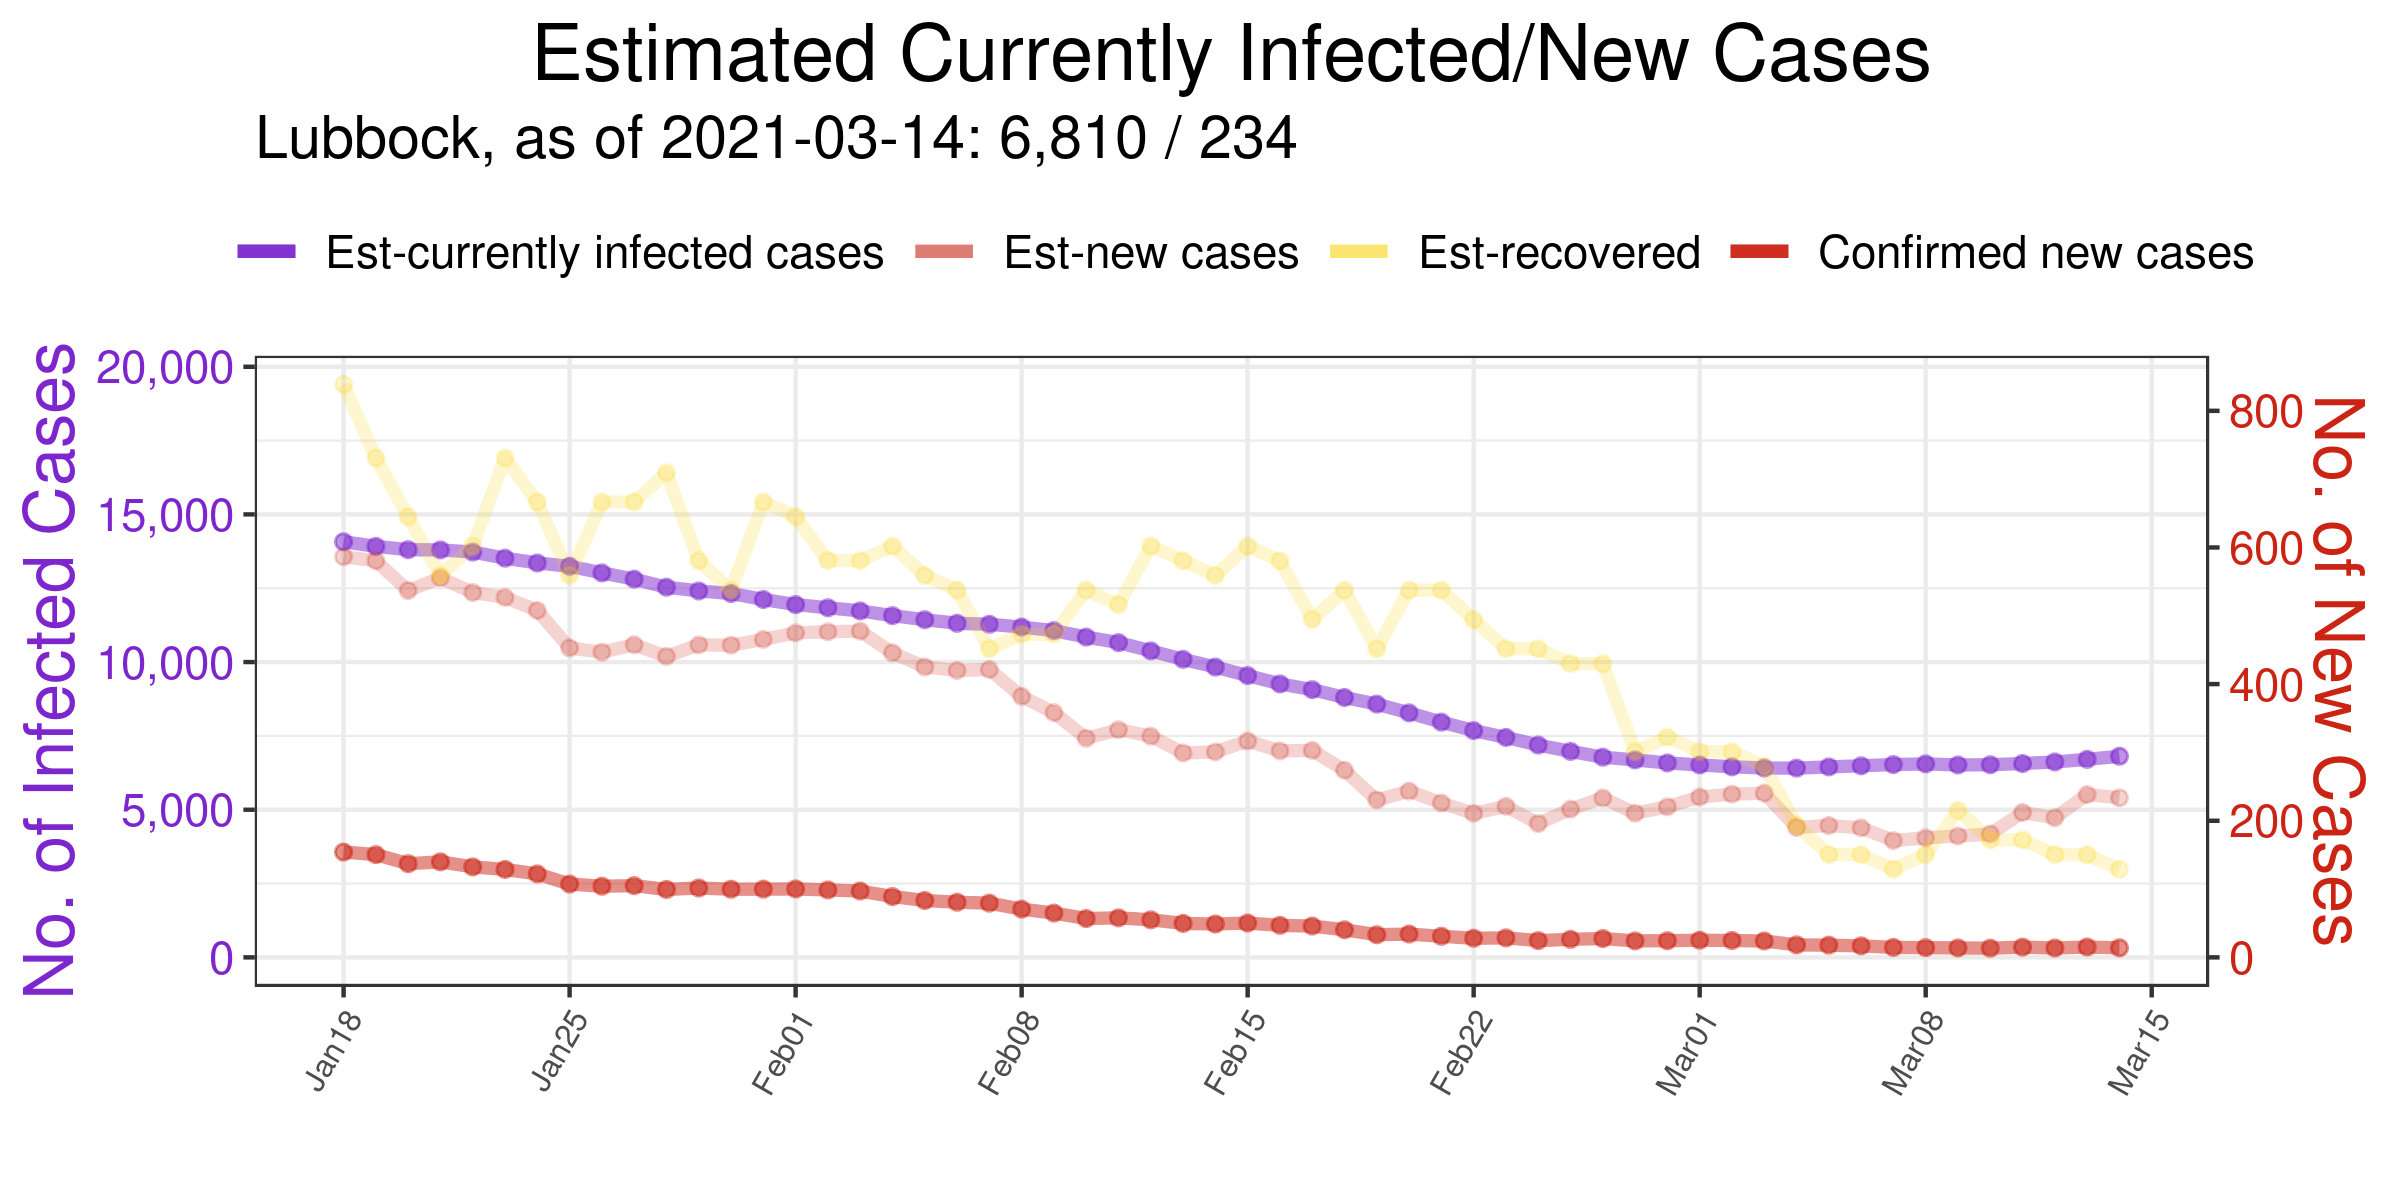 Estimated Currently Infected/New Cases
Lubbock, as of 2021-03-14: 6,810 / 234
Est-currently infected cases Est-new cases Est-recovered Confirmed new cases
No. of Infected Cases
20,000
15,000
10,000
5,000
0
800
600
400
200
0
No. of New Cases
Jan18 Jan25 Feb01 Feb08 Feb15 Feb22 Mar01 Mar08 Mar15